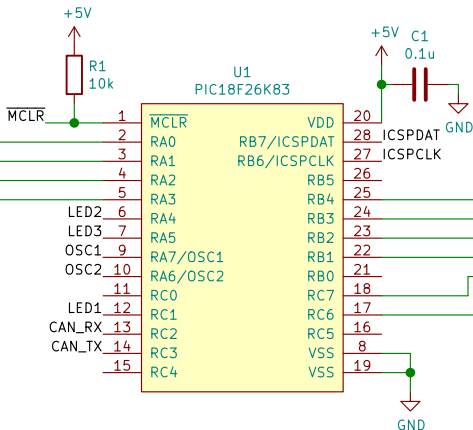 +5V
R1
10k
+5V
C1
0.1u
GND
U1
PIC18F26K83
MCLR
1 MCLR VDD 20
2 RA0 RB7/ICSPDAT 28 ICSPDAT
3 RA1 RB6/ICSPCLK 27 ICSPCLK
4 RA2 RB5 26
5 RA3 RB4 25
LED2 6 RA4 RB3 24
LED3 7 RA5 RB2 23
OSC1 9 RA7/OSC1 RB1 22
OSC2 10 RA6/OSC2 RB0 21
11 RC0 RC7 18
LED1 12 RC1 RC6 17
CAN_RX 13 RC2 RC5 16
CAN_TX 14 RC3 VSS 8
15 RC4 VSS 19
GND